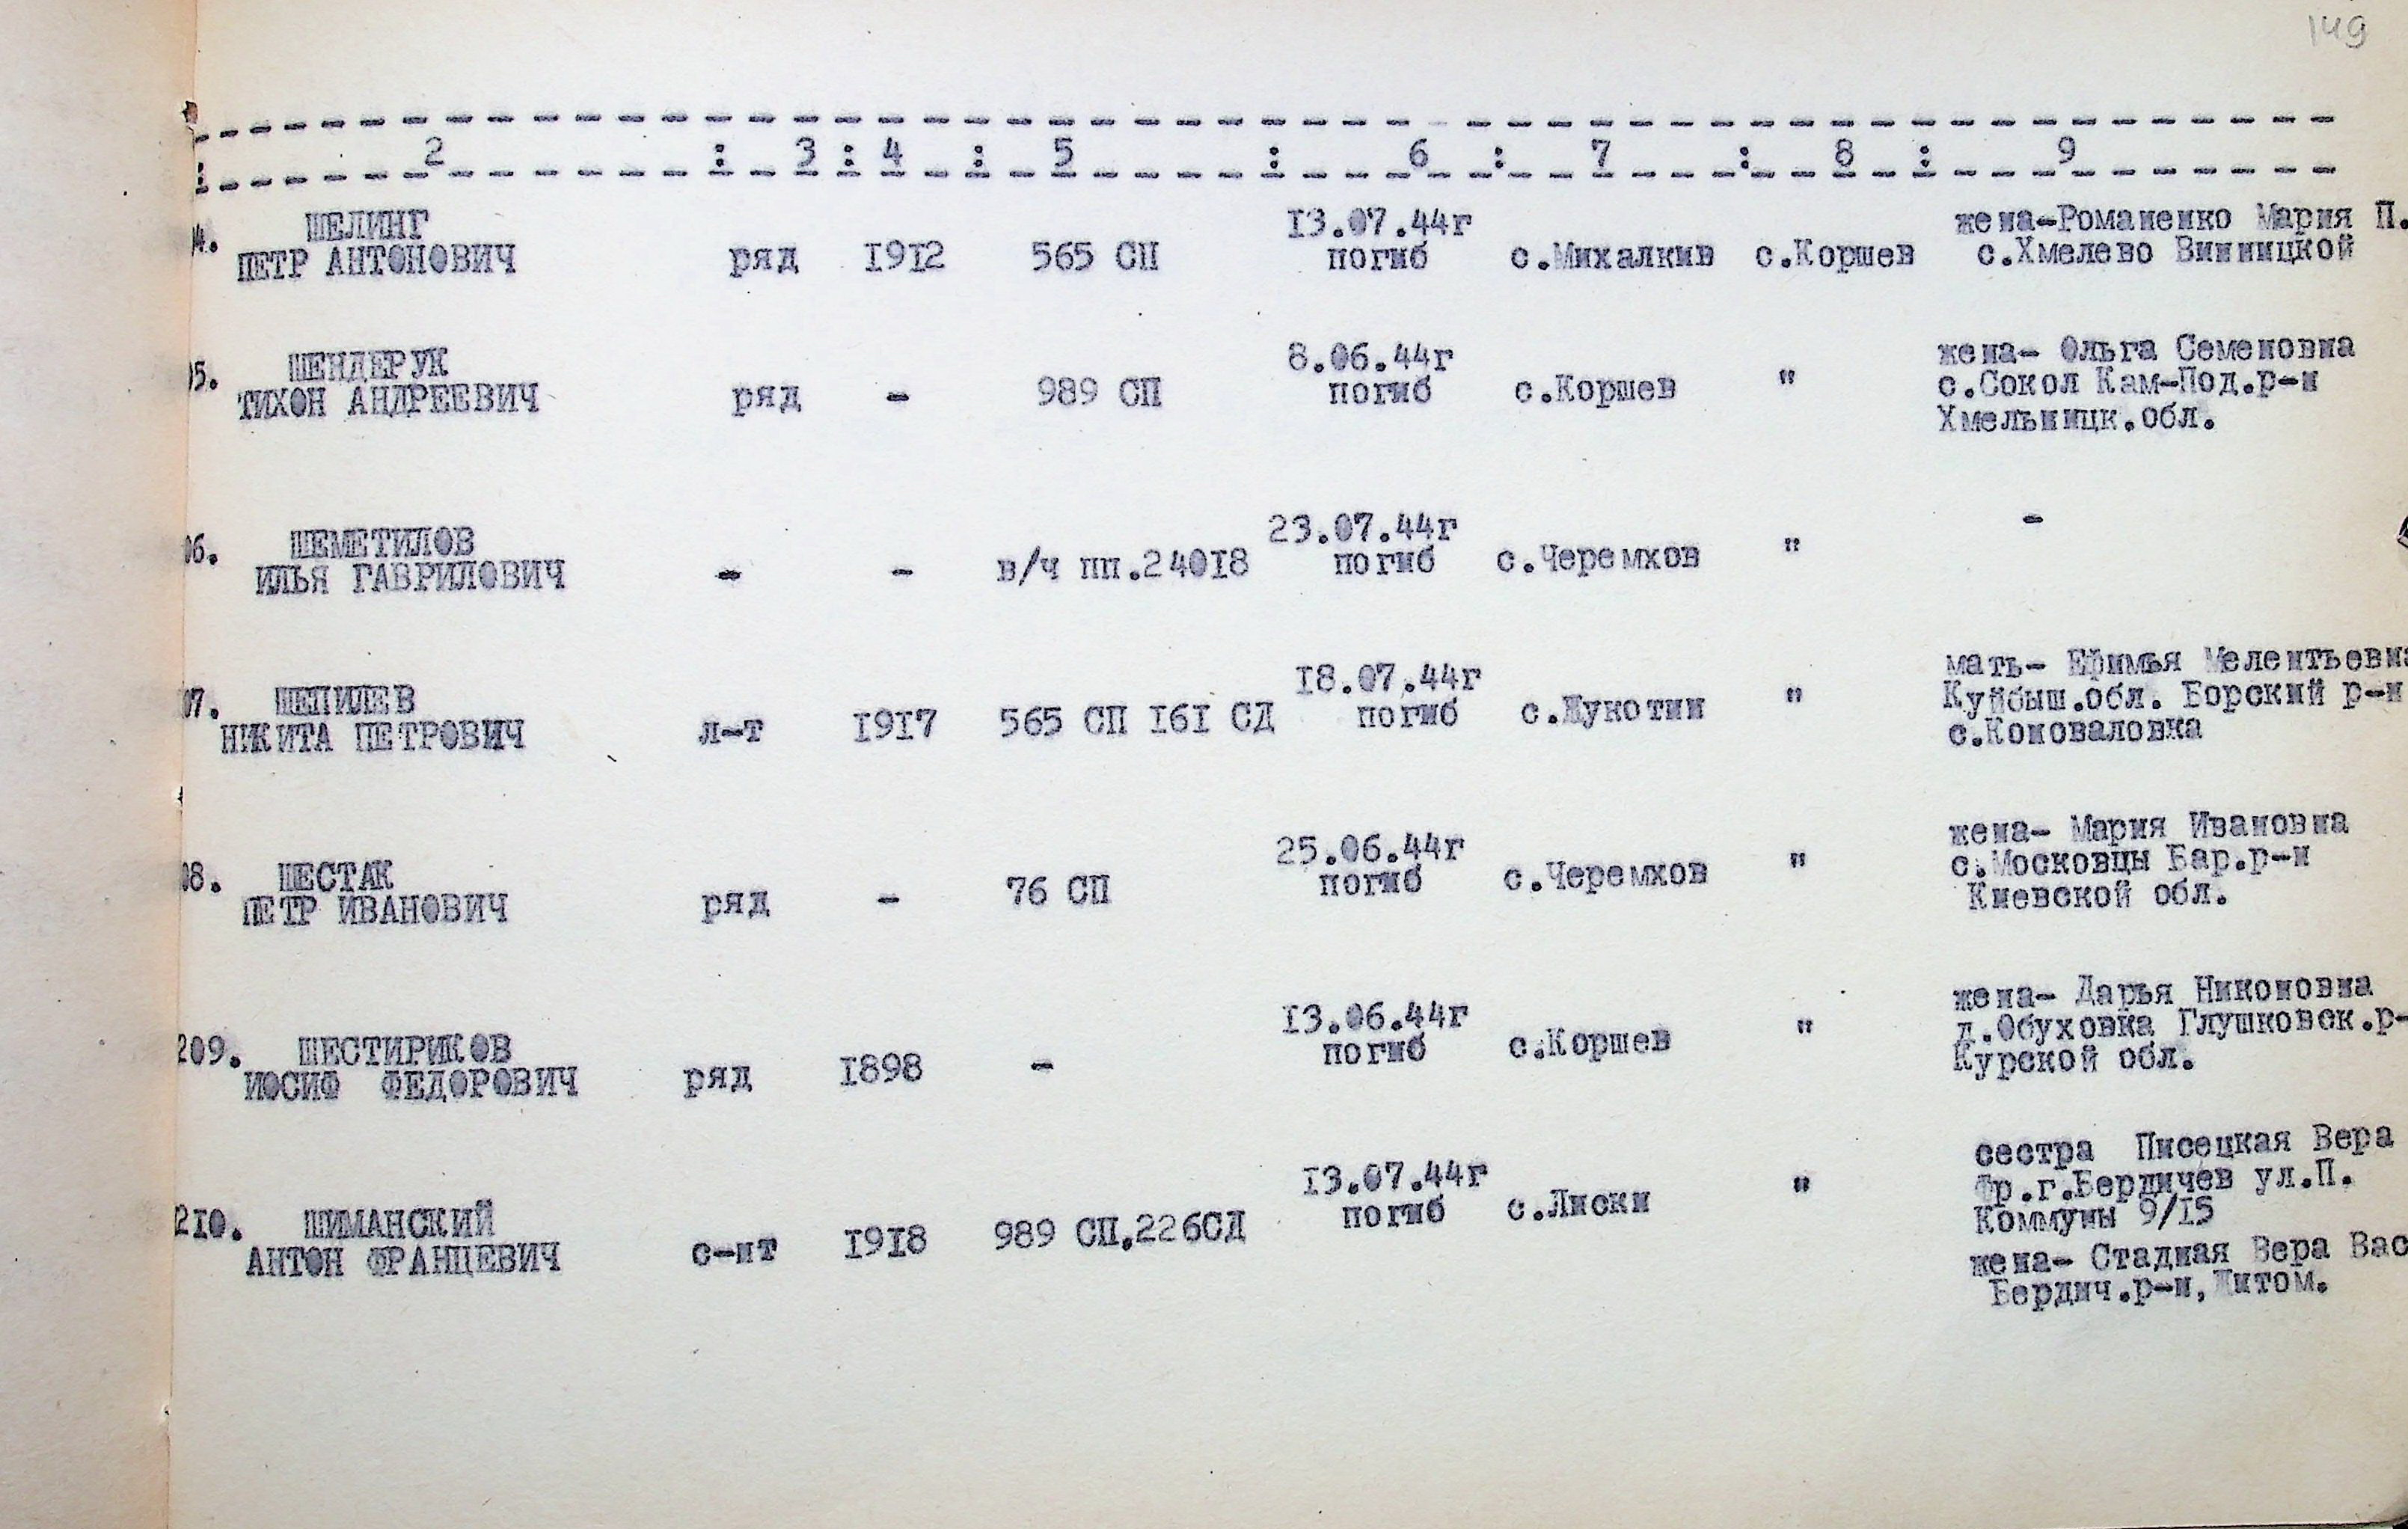 149
2 : 3 : 4 : 5 : 6 : 7 : 8 : 9
04. ШЕЛИНГ
ПЕТР АНТОНОВИЧ
ряд 1912 565 СП
13.07.44г
погиб
с.Михалкив с.Коршев
жена-Романенко Мария П.
с.Хмелево Винницкой
05. ШЕНДЕРУК
ТИХОН АНДРЕЕВИЧ
ряд - 989 СП
8.06.44г
погиб
с.Коршев "
жена- Ольга Семеновна
с.Сокол Кам-Под.р-н
Хмельницк.обл.
06. ШЕМЕТИЛОВ
ИЛЬЯ ГАВРИЛОВИЧ
- - в/ч пп.24018
23.07.44г
погиб
с.Черемхов "
-
07. ШЕПИЛЕВ
НИКИТА ПЕТРОВИЧ
л-т 1917 565 СП 161 СД
18.07.44г
погиб
с.Лукотин "
мать- Ефимья Мелентьевна
Куйбыш.обл. Борский р-н
с.Коноваловка
08. ШЕСТАК
ПЕТР ИВАНОВИЧ
ряд - 76 СП
25.06.44г
погиб
с.Черемхов "
жена- Мария Ивановна
с.Московцы Бар.р-н
Киевской обл.
209. ШЕСТИРИКОВ
ИОСИФ ФЕДОРОВИЧ
ряд 1898 -
13.06.44г
погиб
с.Коршев "
жена- Дарья Никоновна
д.Обуховка Глушковск.р-
Курской обл.
210. ШИМАНСКИЙ
АНТОН ФРАНЦЕВИЧ
с-нт 1918 989 СП.226СД
13.07.44г
погиб
с.Лиски "
сестра Писецкая Вера
Фр.г.Бердичев ул.П.
Коммуны 9/15
жена- Стадная Вера Вас
Бердич.р-н,Житом.